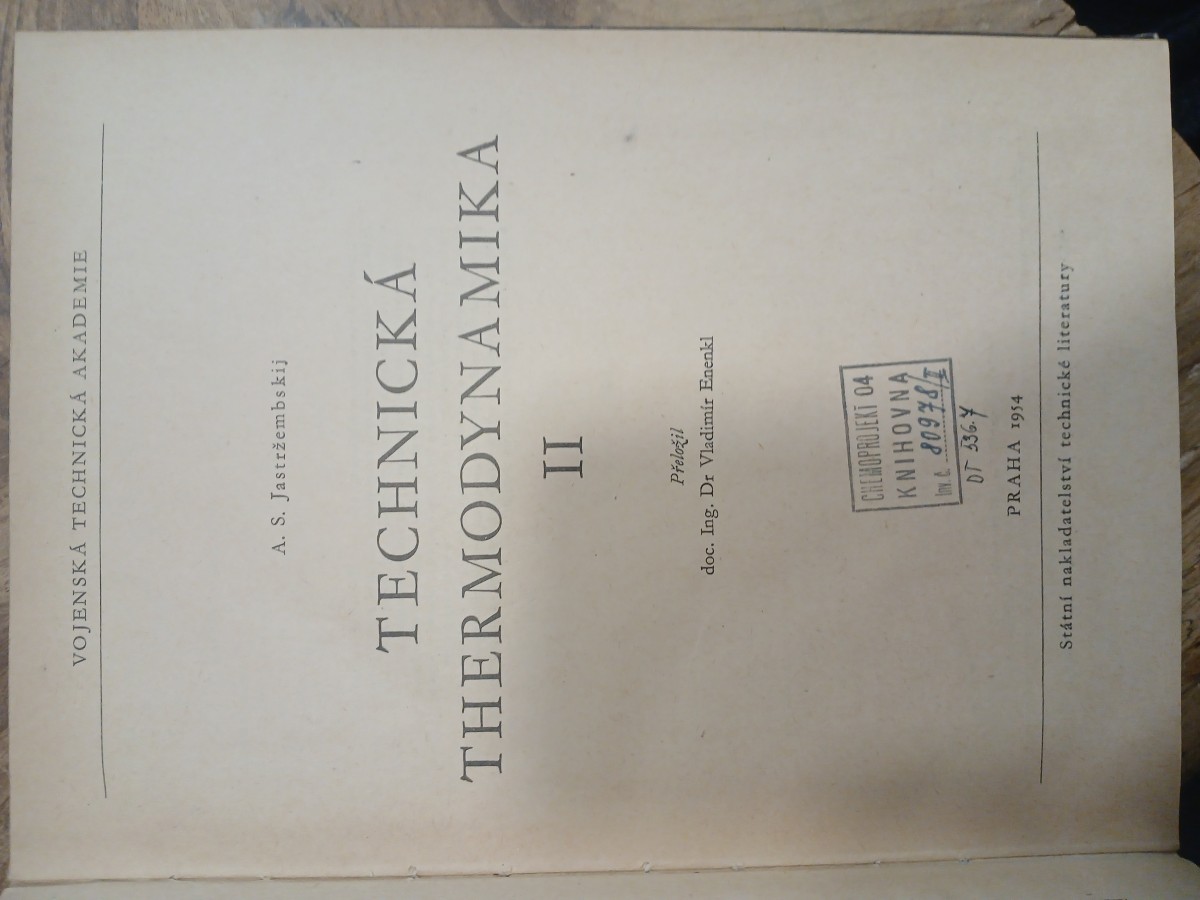 VOJENSKÁ TECHNICKÁ AKADEMIE
A. S. Jastržembskij
TECHNICKÁ
THERMODYNAMIKA
II
Přeložil
doc. Ing. Dr Vladimír Enenkl
CHEMOPROJEKT 04
KNIHOVNA
Inv. č. 80978/II
DT 536.7
PRAHA 1954
Státní nakladatelství technické literatury